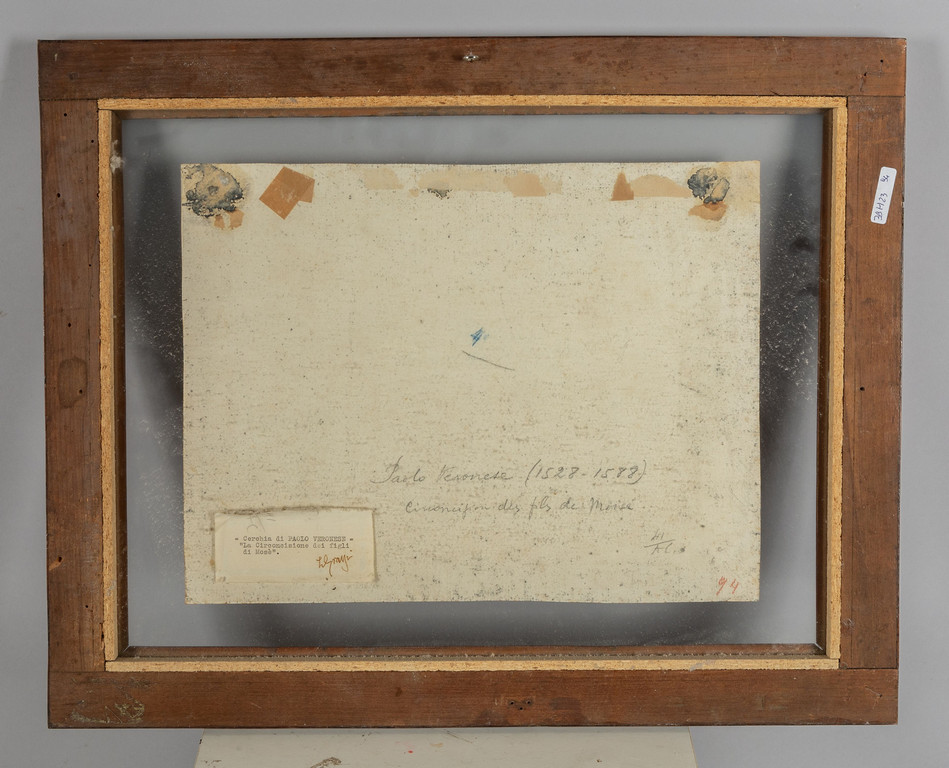 Paolo Veronese (1528-1588)
Circoncision des fils de Moïse
- Cerchia di PAOLO VERONESE -
"La Circoncisione dei figli
di Mosè".
94